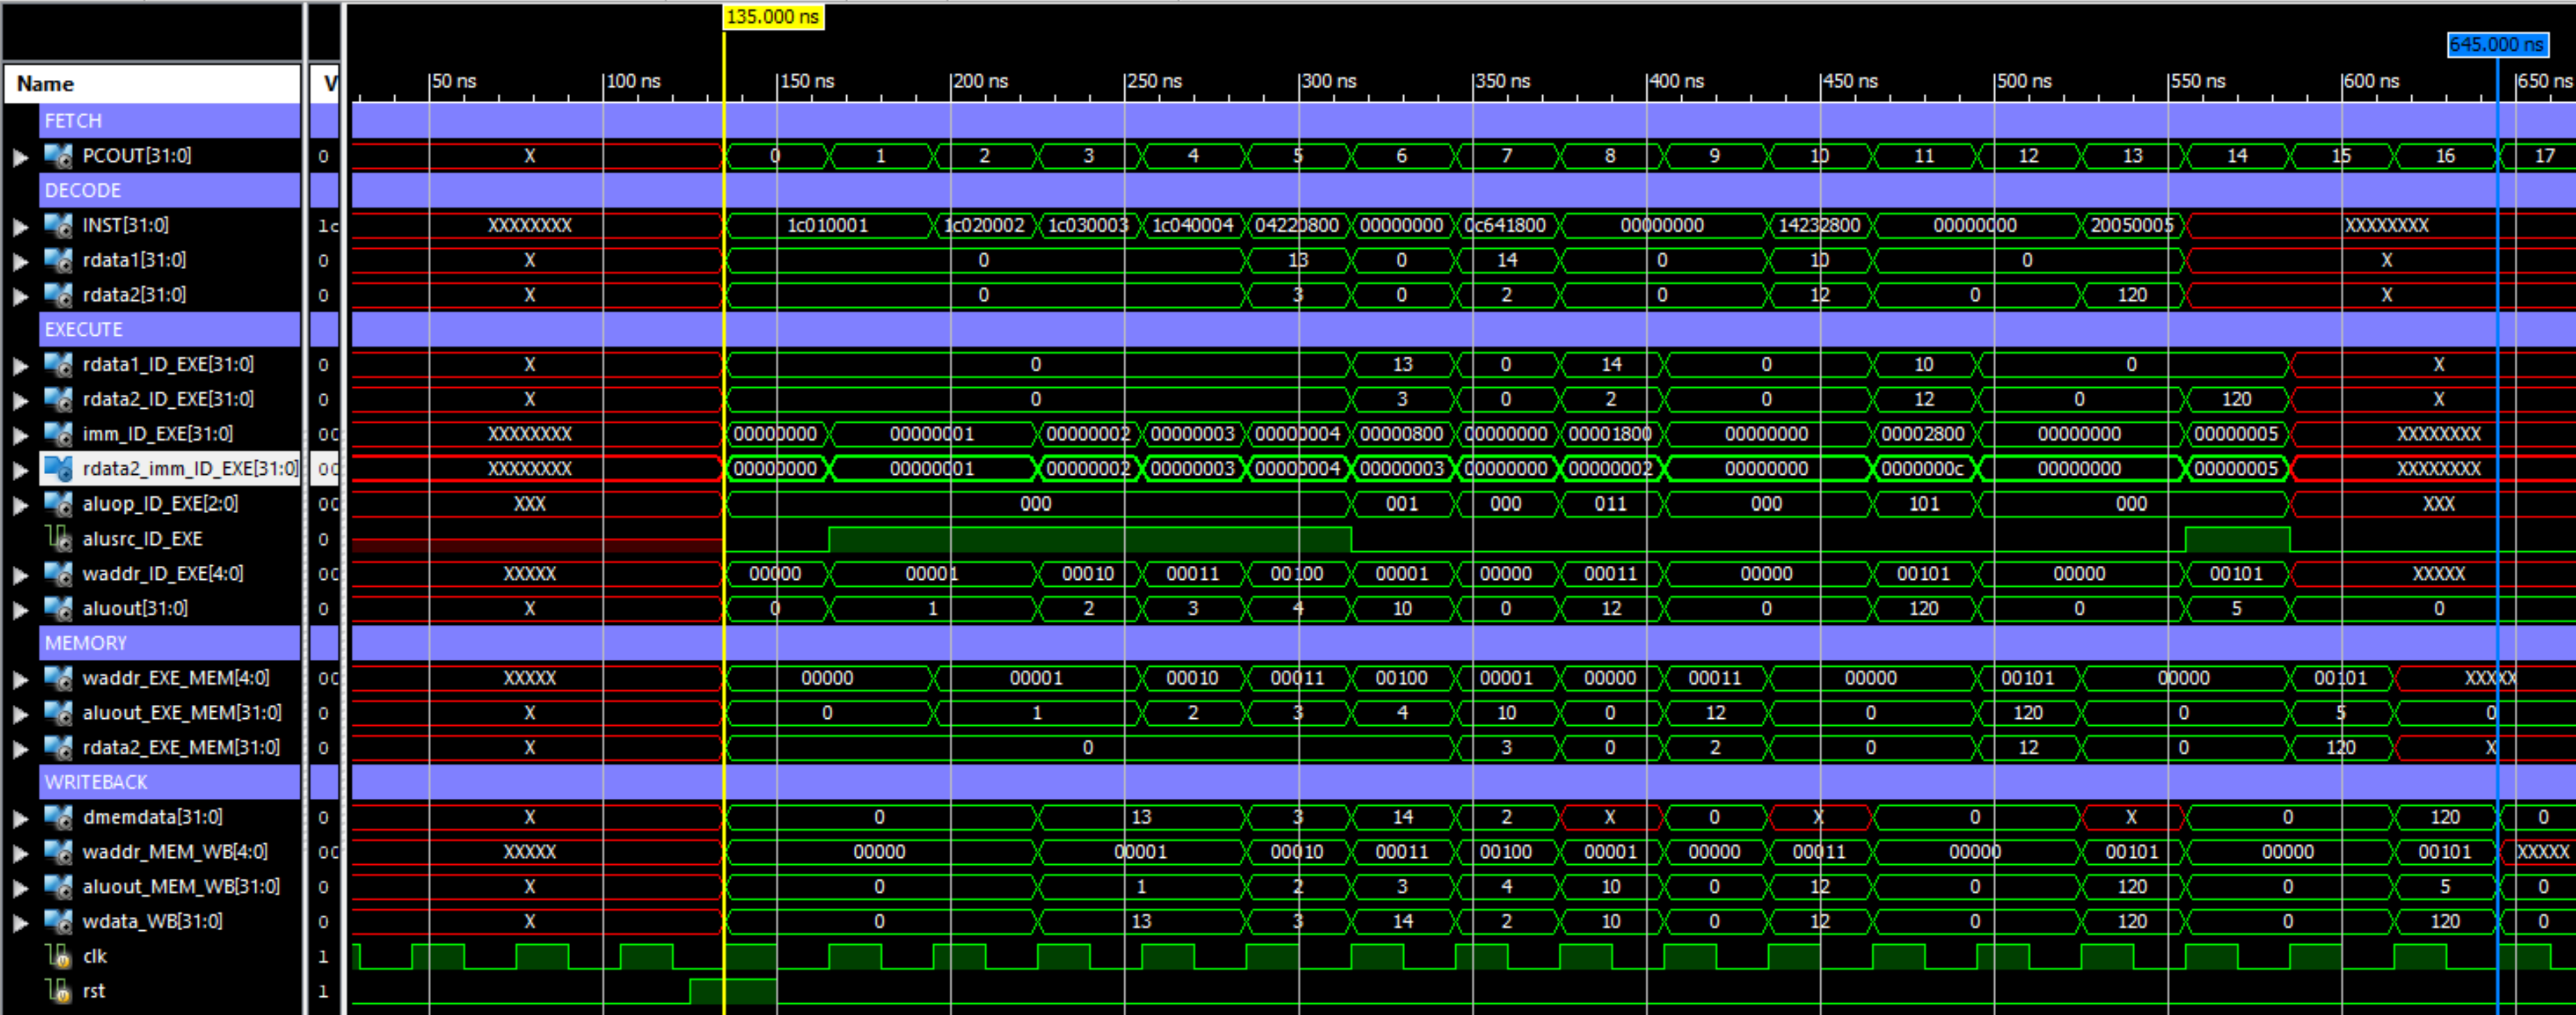 135.000 ns
645.000 ns
Name V 50 ns 100 ns 150 ns 200 ns 250 ns 300 ns 350 ns 400 ns 450 ns 500 ns 550 ns 600 ns 650 ns
FETCH
PCOUT[31:0] 0 X 0 1 2 3 4 5 6 7 8 9 10 11 12 13 14 15 16 17
DECODE
INST[31:0] 1c XXXXXXXX 1c010001 1c020002 1c030003 1c040004 04220800 00000000 0c641800 00000000 14232800 00000000 20050005 XXXXXXXX
rdata1[31:0] 0 X 0 13 0 14 0 10 0 X
rdata2[31:0] 0 X 0 3 0 2 0 12 0 120 X
EXECUTE
rdata1_ID_EXE[31:0] 0 X 0 13 0 14 0 10 0 X
rdata2_ID_EXE[31:0] 0 X 0 3 0 2 0 12 0 120 X
imm_ID_EXE[31:0] 00 XXXXXXXX 00000000 00000001 00000002 00000003 00000004 00000800 00000000 00001800 00000000 00002800 00000000 00000005 XXXXXXXX
rdata2_imm_ID_EXE[31:0] 00 XXXXXXXX 00000000 00000001 00000002 00000003 00000004 00000003 00000000 00000002 00000000 0000000c 00000000 00000005 XXXXXXXX
aluop_ID_EXE[2:0] 00 XXX 000 001 000 011 000 101 000 XXX
alusrc_ID_EXE 0
waddr_ID_EXE[4:0] 00 XXXXX 00000 00001 00010 00011 00100 00001 00000 00011 00000 00101 00000 00101 XXXXX
aluout[31:0] 0 X 0 1 2 3 4 10 0 12 0 120 0 5 0
MEMORY
waddr_EXE_MEM[4:0] 00 XXXXX 00000 00001 00010 00011 00100 00001 00000 00011 00000 00101 00000 00101 XXXXX
aluout_EXE_MEM[31:0] 0 X 0 1 2 3 4 10 0 12 0 120 0 5 0
rdata2_EXE_MEM[31:0] 0 X 0 3 0 2 0 12 0 120 X
WRITEBACK
dmemdata[31:0] 0 X 0 13 3 14 2 X 0 X 0 X 0 120 0
waddr_MEM_WB[4:0] 00 XXXXX 00000 00001 00010 00011 00100 00001 00000 00011 00000 00101 00000 00101 XXXXX
aluout_MEM_WB[31:0] 0 X 0 1 2 3 4 10 0 12 0 120 0 5 0
wdata_WB[31:0] 0 X 0 13 3 14 2 10 0 12 0 120 0 120 0
clk 1
rst 1